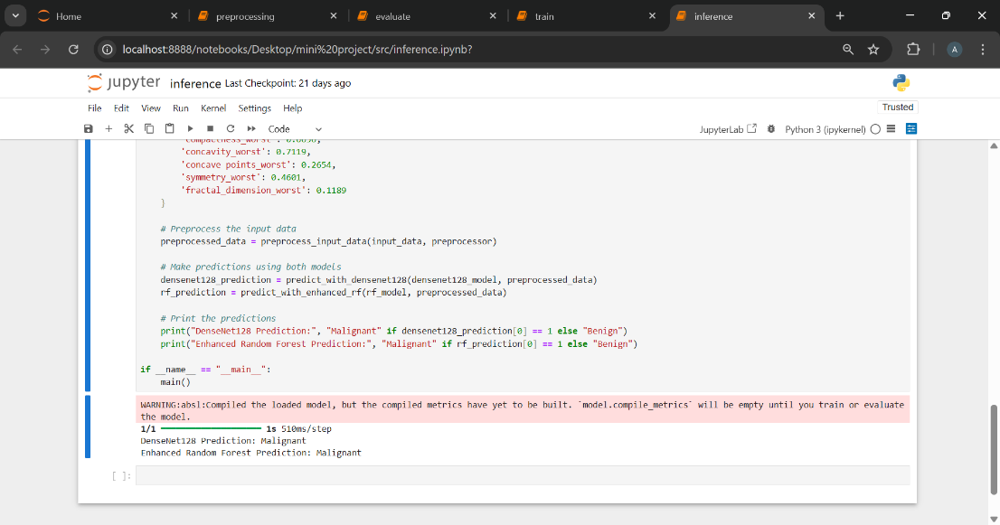 Home
preprocessing
evaluate
train
inference
localhost:8888/notebooks/Desktop/mini%20project/src/inference.ipynb?
A
jupyter inference Last Checkpoint: 21 days ago
File Edit View Run Kernel Settings Help
Trusted
Code
JupyterLab
Python 3 (ipykernel)
'concavity_worst': 0.7119,
'concave points_worst': 0.2654,
'symmetry_worst': 0.4601,
'fractal_dimension_worst': 0.1189
}
# Preprocess the input data
preprocessed_data = preprocess_input_data(input_data, preprocessor)
# Make predictions using both models
densenet128_prediction = predict_with_densenet128(densenet128_model, preprocessed_data)
rf_prediction = predict_with_enhanced_rf(rf_model, preprocessed_data)
# Print the predictions
print("DenseNet128 Prediction:", "Malignant" if densenet128_prediction[0] == 1 else "Benign")
print("Enhanced Random Forest Prediction:", "Malignant" if rf_prediction[0] == 1 else "Benign")
if __name__ == "__main__":
main()
WARNING:absl:Compiled the loaded model, but the compiled metrics have yet to be built. `model.compile_metrics` will be empty until you train or evaluate
the model.
1/1 1s 510ms/step
DenseNet128 Prediction: Malignant
Enhanced Random Forest Prediction: Malignant
[ ]: